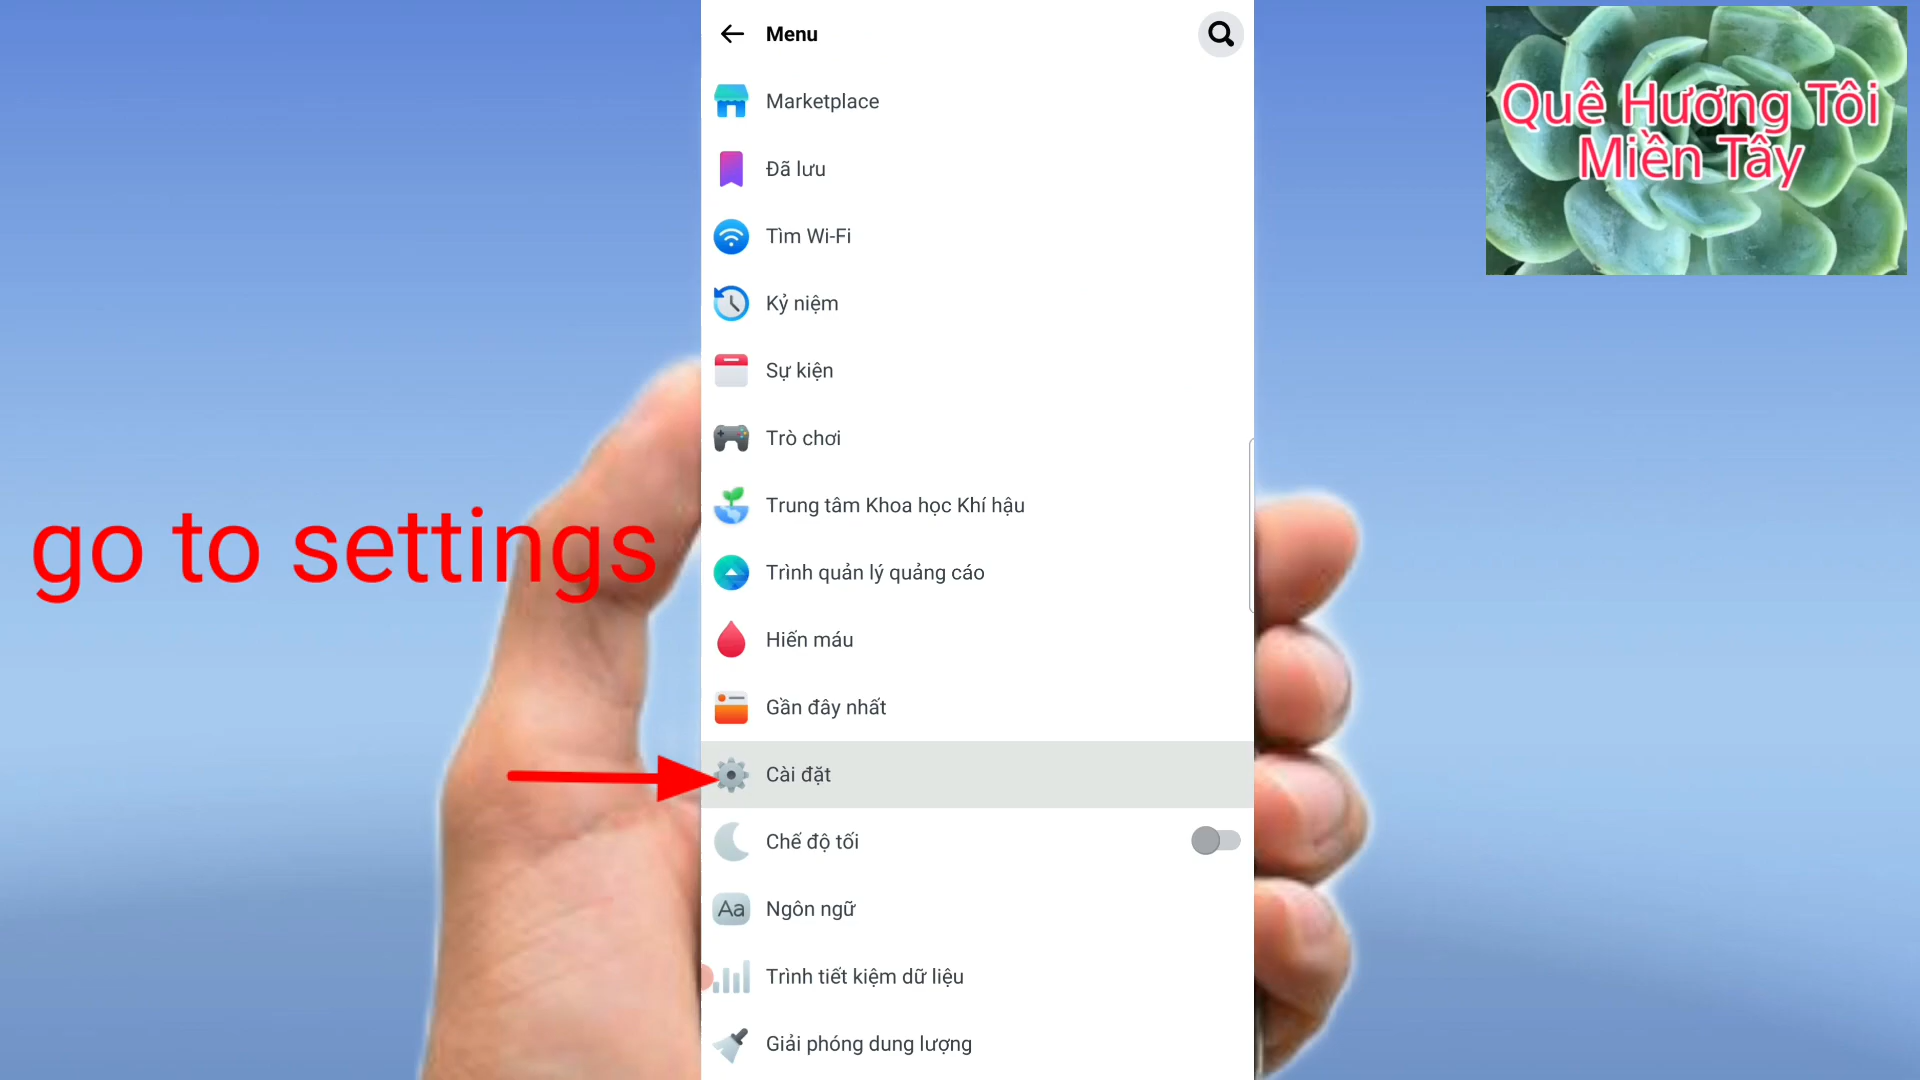 Menu
Marketplace
Đã lưu
Tìm Wi-Fi
Kỷ niệm
Sự kiện
Trò chơi
Trung tâm Khoa học Khí hậu
Trình quản lý quảng cáo
Hiến máu
Gần đây nhất
Cài đặt
Chế độ tối
Aa
Ngôn ngữ
Trình tiết kiệm dữ liệu
Giải phóng dung lượng
go to settings
Quê Hương Tôi
Miền Tây